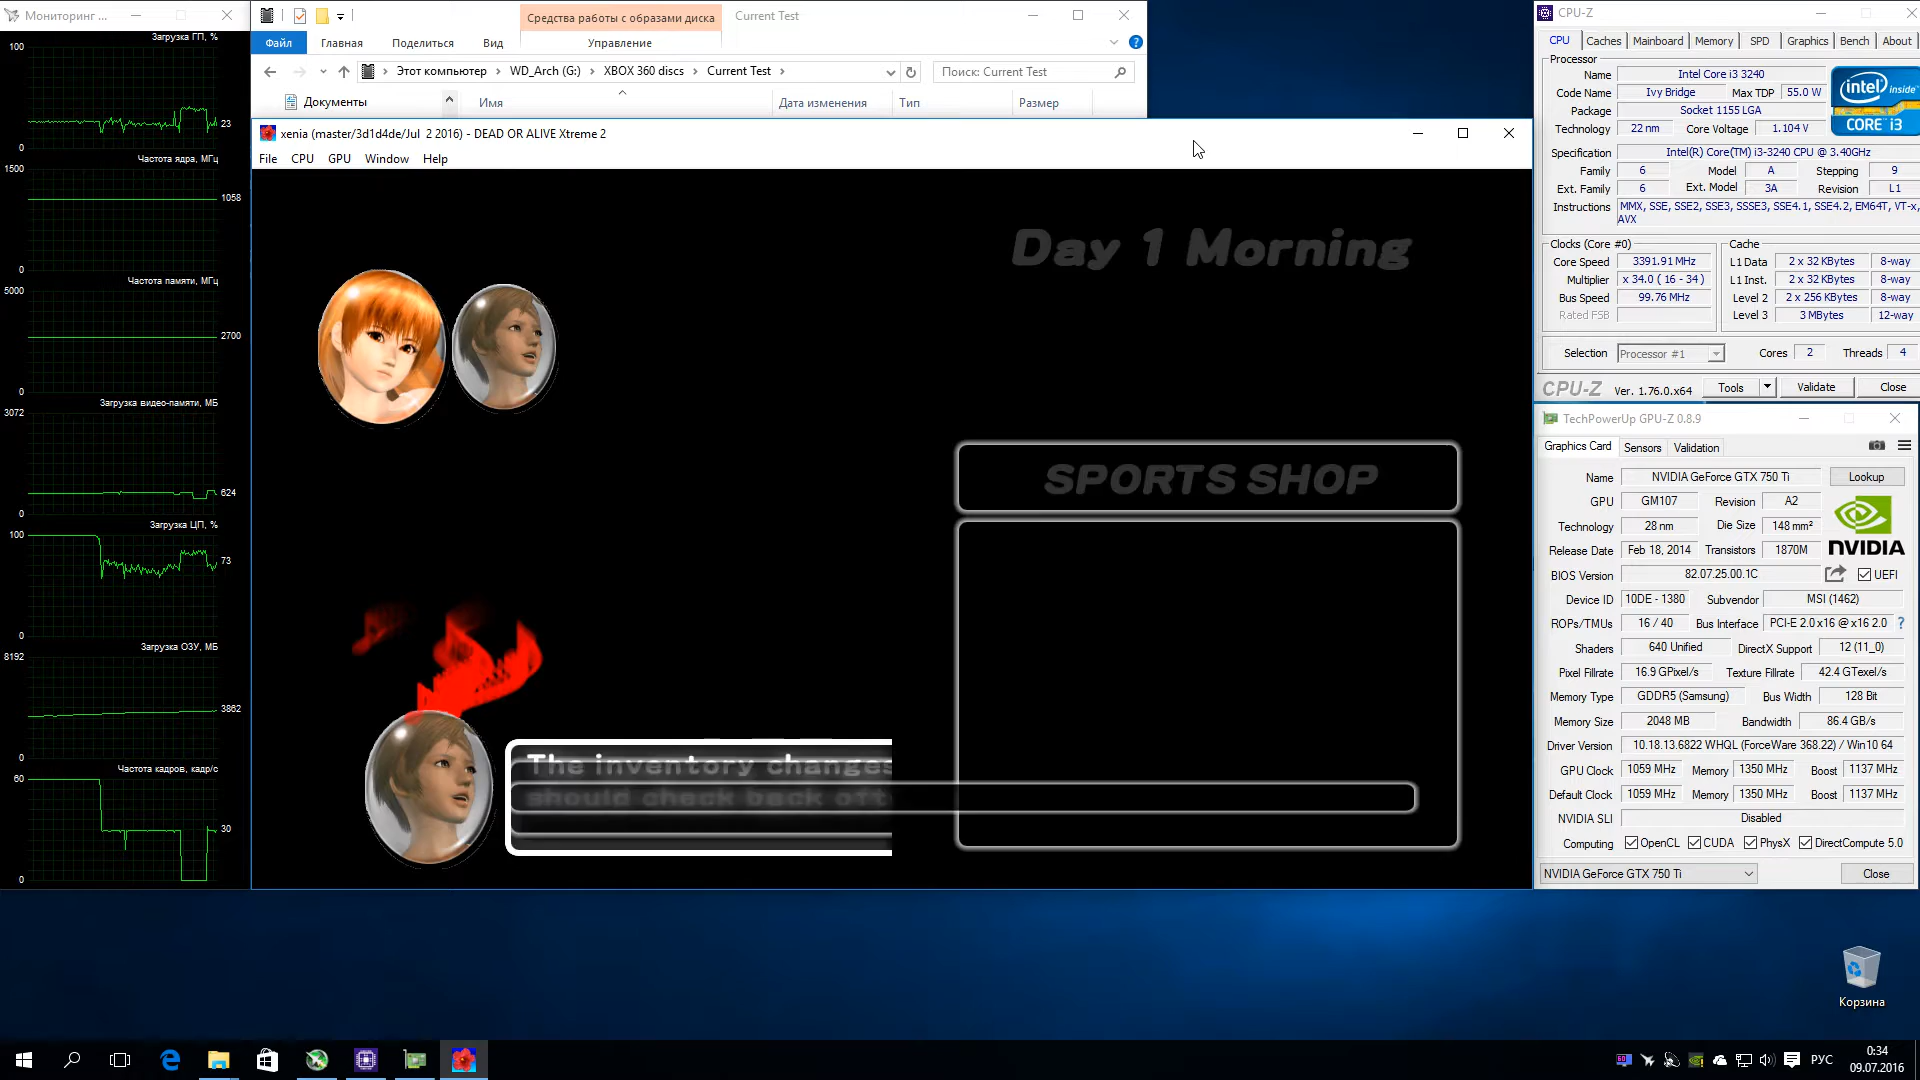 Мониторинг ...
Загрузка ГП, %
100
23
0
Частота ядра, МГц
1500
1058
0
Частота памяти, МГц
5000
2700
0
Загрузка видео-памяти, МБ
3072
624
0
Загрузка ЦП, %
100
73
0
Загрузка ОЗУ, МБ
8192
3862
0
Частота кадров, кадр/с
60
30
0
Средства работы с образами диска
Current Test
Файл
Главная
Поделиться
Вид
Управление
Этот компьютер
WD_Arch (G:)
XBOX 360 discs
Current Test
Поиск: Current Test
Документы
Имя
Дата изменения
Тип
Размер
xenia (master/3d1d4de/Jul 2 2016) - DEAD OR ALIVE Xtreme 2
File CPU GPU Window Help
Day 1 Morning
SPORTS SHOP
The inventory changes
should check back oft
CPU-Z
CPU Caches Mainboard Memory SPD Graphics Bench About
Processor
Name Intel Core i3 3240
Code Name Ivy Bridge Max TDP 55.0 W
Package Socket 1155 LGA
Technology 22 nm Core Voltage 1.104 V
intel inside
CORE i3
Specification Intel(R) Core(TM) i3-3240 CPU @ 3.40GHz
Family 6 Model A Stepping 9
Ext. Family 6 Ext. Model 3A Revision L1
Instructions MMX, SSE, SSE2, SSE3, SSSE3, SSE4.1, SSE4.2, EM64T, VT-x,
AVX
Clocks (Core #0)
Core Speed 3391.91 MHz
Multiplier x 34.0 ( 16 - 34 )
Bus Speed 99.76 MHz
Rated FSB
Cache
L1 Data 2 x 32 KBytes 8-way
L1 Inst. 2 x 32 KBytes 8-way
Level 2 2 x 256 KBytes 8-way
Level 3 3 MBytes 12-way
Selection Processor #1 Cores 2 Threads 4
CPU-Z Ver. 1.76.0.x64 Tools Validate Close
TechPowerUp GPU-Z 0.8.9
Graphics Card Sensors Validation
Name NVIDIA GeForce GTX 750 Ti Lookup
GPU GM107 Revision A2
Technology 28 nm Die Size 148 mm²
Release Date Feb 18, 2014 Transistors 1870M
NVIDIA
BIOS Version 82.07.25.00.1C UEFI
Device ID 10DE - 1380 Subvendor MSI (1462)
ROPs/TMUs 16 / 40 Bus Interface PCI-E 2.0 x16 @ x16 2.0 ?
Shaders 640 Unified DirectX Support 12 (11_0)
Pixel Fillrate 16.9 GPixel/s Texture Fillrate 42.4 GTexel/s
Memory Type GDDR5 (Samsung) Bus Width 128 Bit
Memory Size 2048 MB Bandwidth 86.4 GB/s
Driver Version 10.18.13.6822 WHQL (ForceWare 368.22) / Win10 64
GPU Clock 1059 MHz Memory 1350 MHz Boost 1137 MHz
Default Clock 1059 MHz Memory 1350 MHz Boost 1137 MHz
NVIDIA SLI Disabled
Computing OpenCL CUDA PhysX DirectCompute 5.0
NVIDIA GeForce GTX 750 Ti Close
Корзина
60
РУС
0:34
09.07.2016